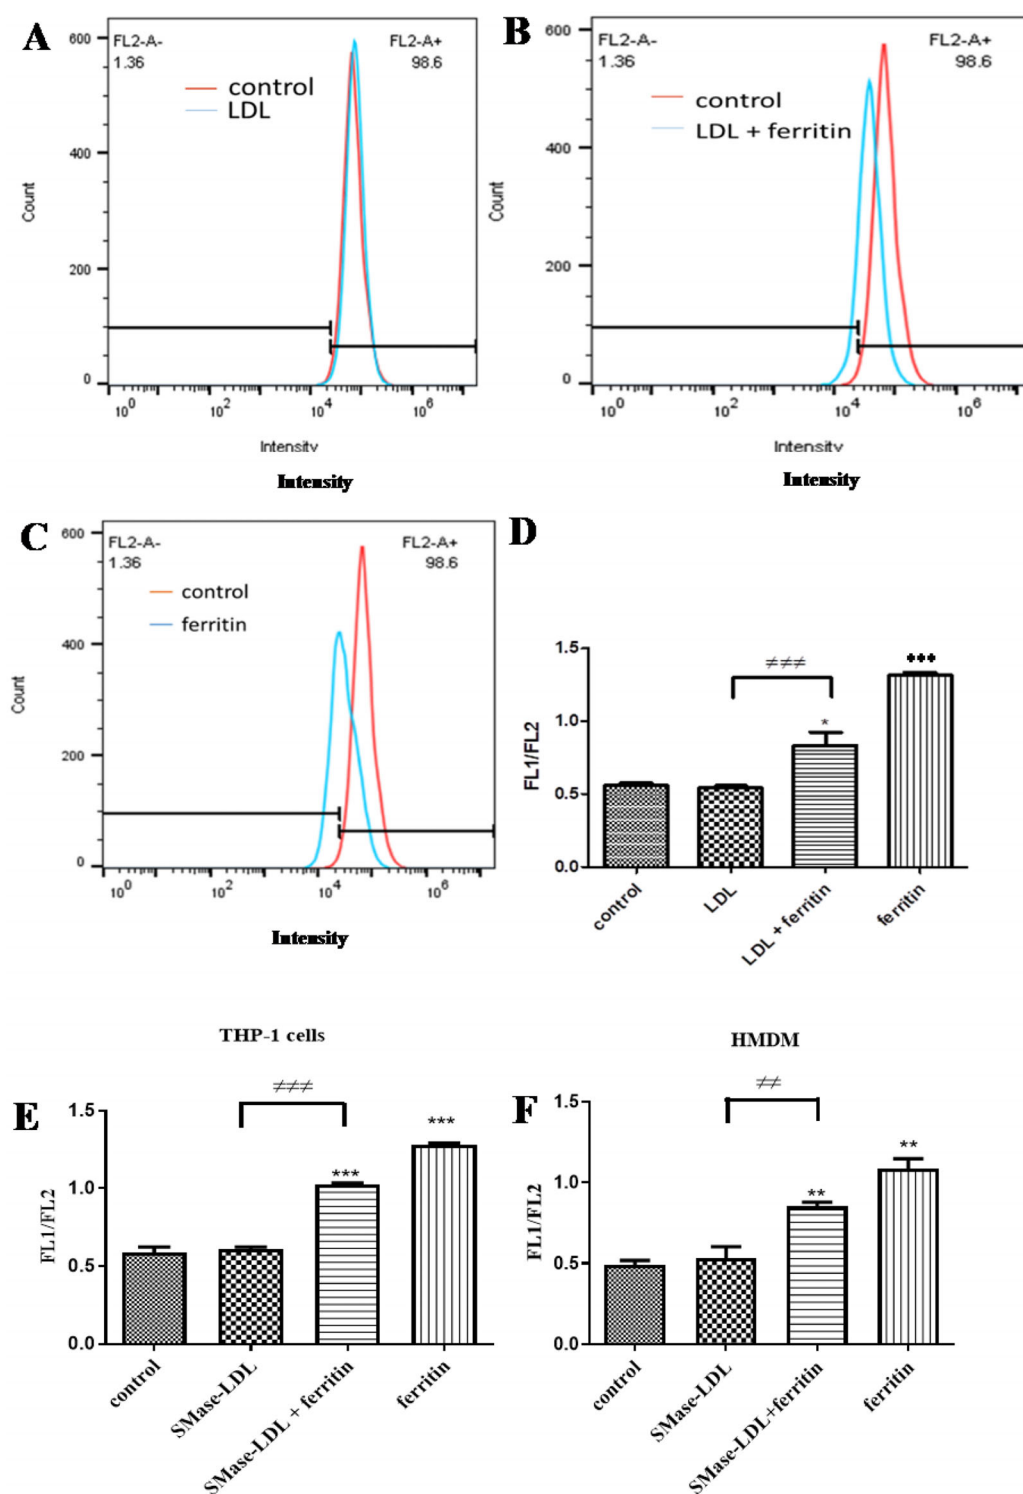 A
600
400
200
0
Count
FL2-A-
1.36
FL2-A+
98.6
control
LDL
10^0 10^2 10^4 10^6
Intensity
Intensity
B
600
400
200
0
Count
FL2-A-
1.36
FL2-A+
98.6
control
LDL + ferritin
10^0 10^2 10^4 10^6
Intensity
Intensity
C
600
400
200
0
Count
FL2-A-
1.36
FL2-A+
98.6
control
ferritin
10^0 10^2 10^4 10^6
Intensity
D
1.5
1.0
0.5
0.0
FL1/FL2
≠≠≠
*
***
control
LDL
LDL + ferritin
ferritin
THP-1 cells
E
1.5
1.0
0.5
0.0
FL1/FL2
≠≠≠
***
***
control
SMase-LDL
SMase-LDL + ferritin
ferritin
HMDM
F
1.5
1.0
0.5
0.0
FL1/FL2
≠≠
**
**
control
SMase-LDL
SMase-LDL+ferritin
ferritin